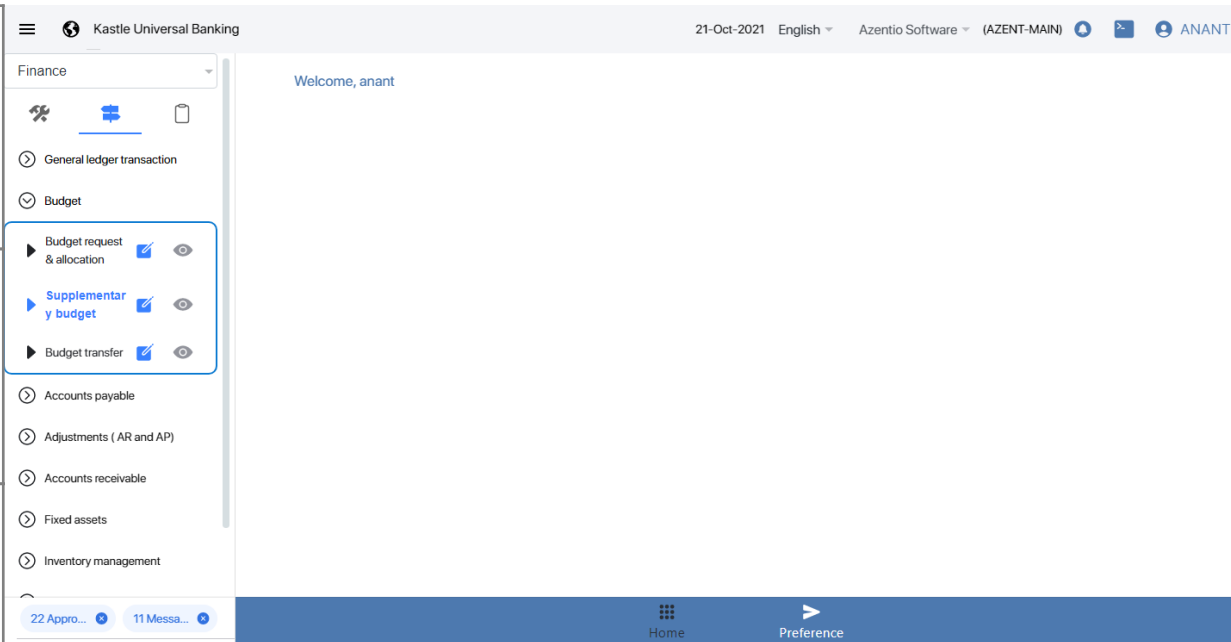 Kastle Universal Banking
21-Oct-2021 English Azentio Software (AZENT-MAIN) ANANT
Finance
Welcome, anant
General ledger transaction
Budget
Budget request
& allocation
Supplementar
y budget
Budget transfer
Accounts payable
Adjustments ( AR and AP)
Accounts receivable
Fixed assets
Inventory management
22 Appro... 11 Messa...
Home Preference